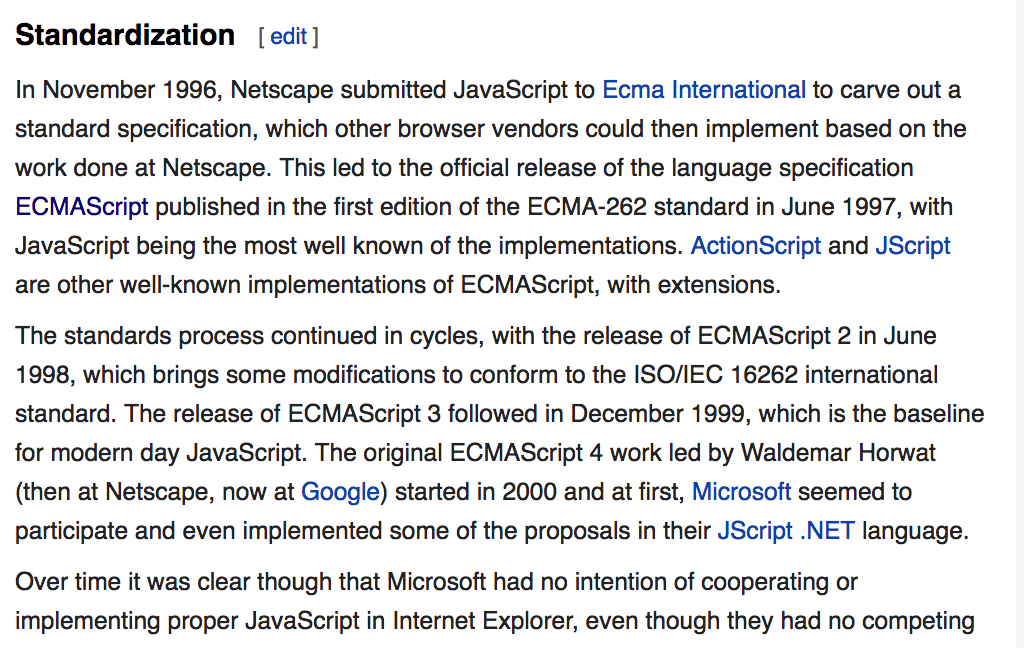 Standardization [ edit ]
In November 1996, Netscape submitted JavaScript to Ecma International to carve out a
standard specification, which other browser vendors could then implement based on the
work done at Netscape. This led to the official release of the language specification
ECMAScript published in the first edition of the ECMA-262 standard in June 1997, with
JavaScript being the most well known of the implementations. ActionScript and JScript
are other well-known implementations of ECMAScript, with extensions.
The standards process continued in cycles, with the release of ECMAScript 2 in June
1998, which brings some modifications to conform to the ISO/IEC 16262 international
standard. The release of ECMAScript 3 followed in December 1999, which is the baseline
for modern day JavaScript. The original ECMAScript 4 work led by Waldemar Horwat
(then at Netscape, now at Google) started in 2000 and at first, Microsoft seemed to
participate and even implemented some of the proposals in their JScript .NET language.
Over time it was clear though that Microsoft had no intention of cooperating or
implementing proper JavaScript in Internet Explorer, even though they had no competing